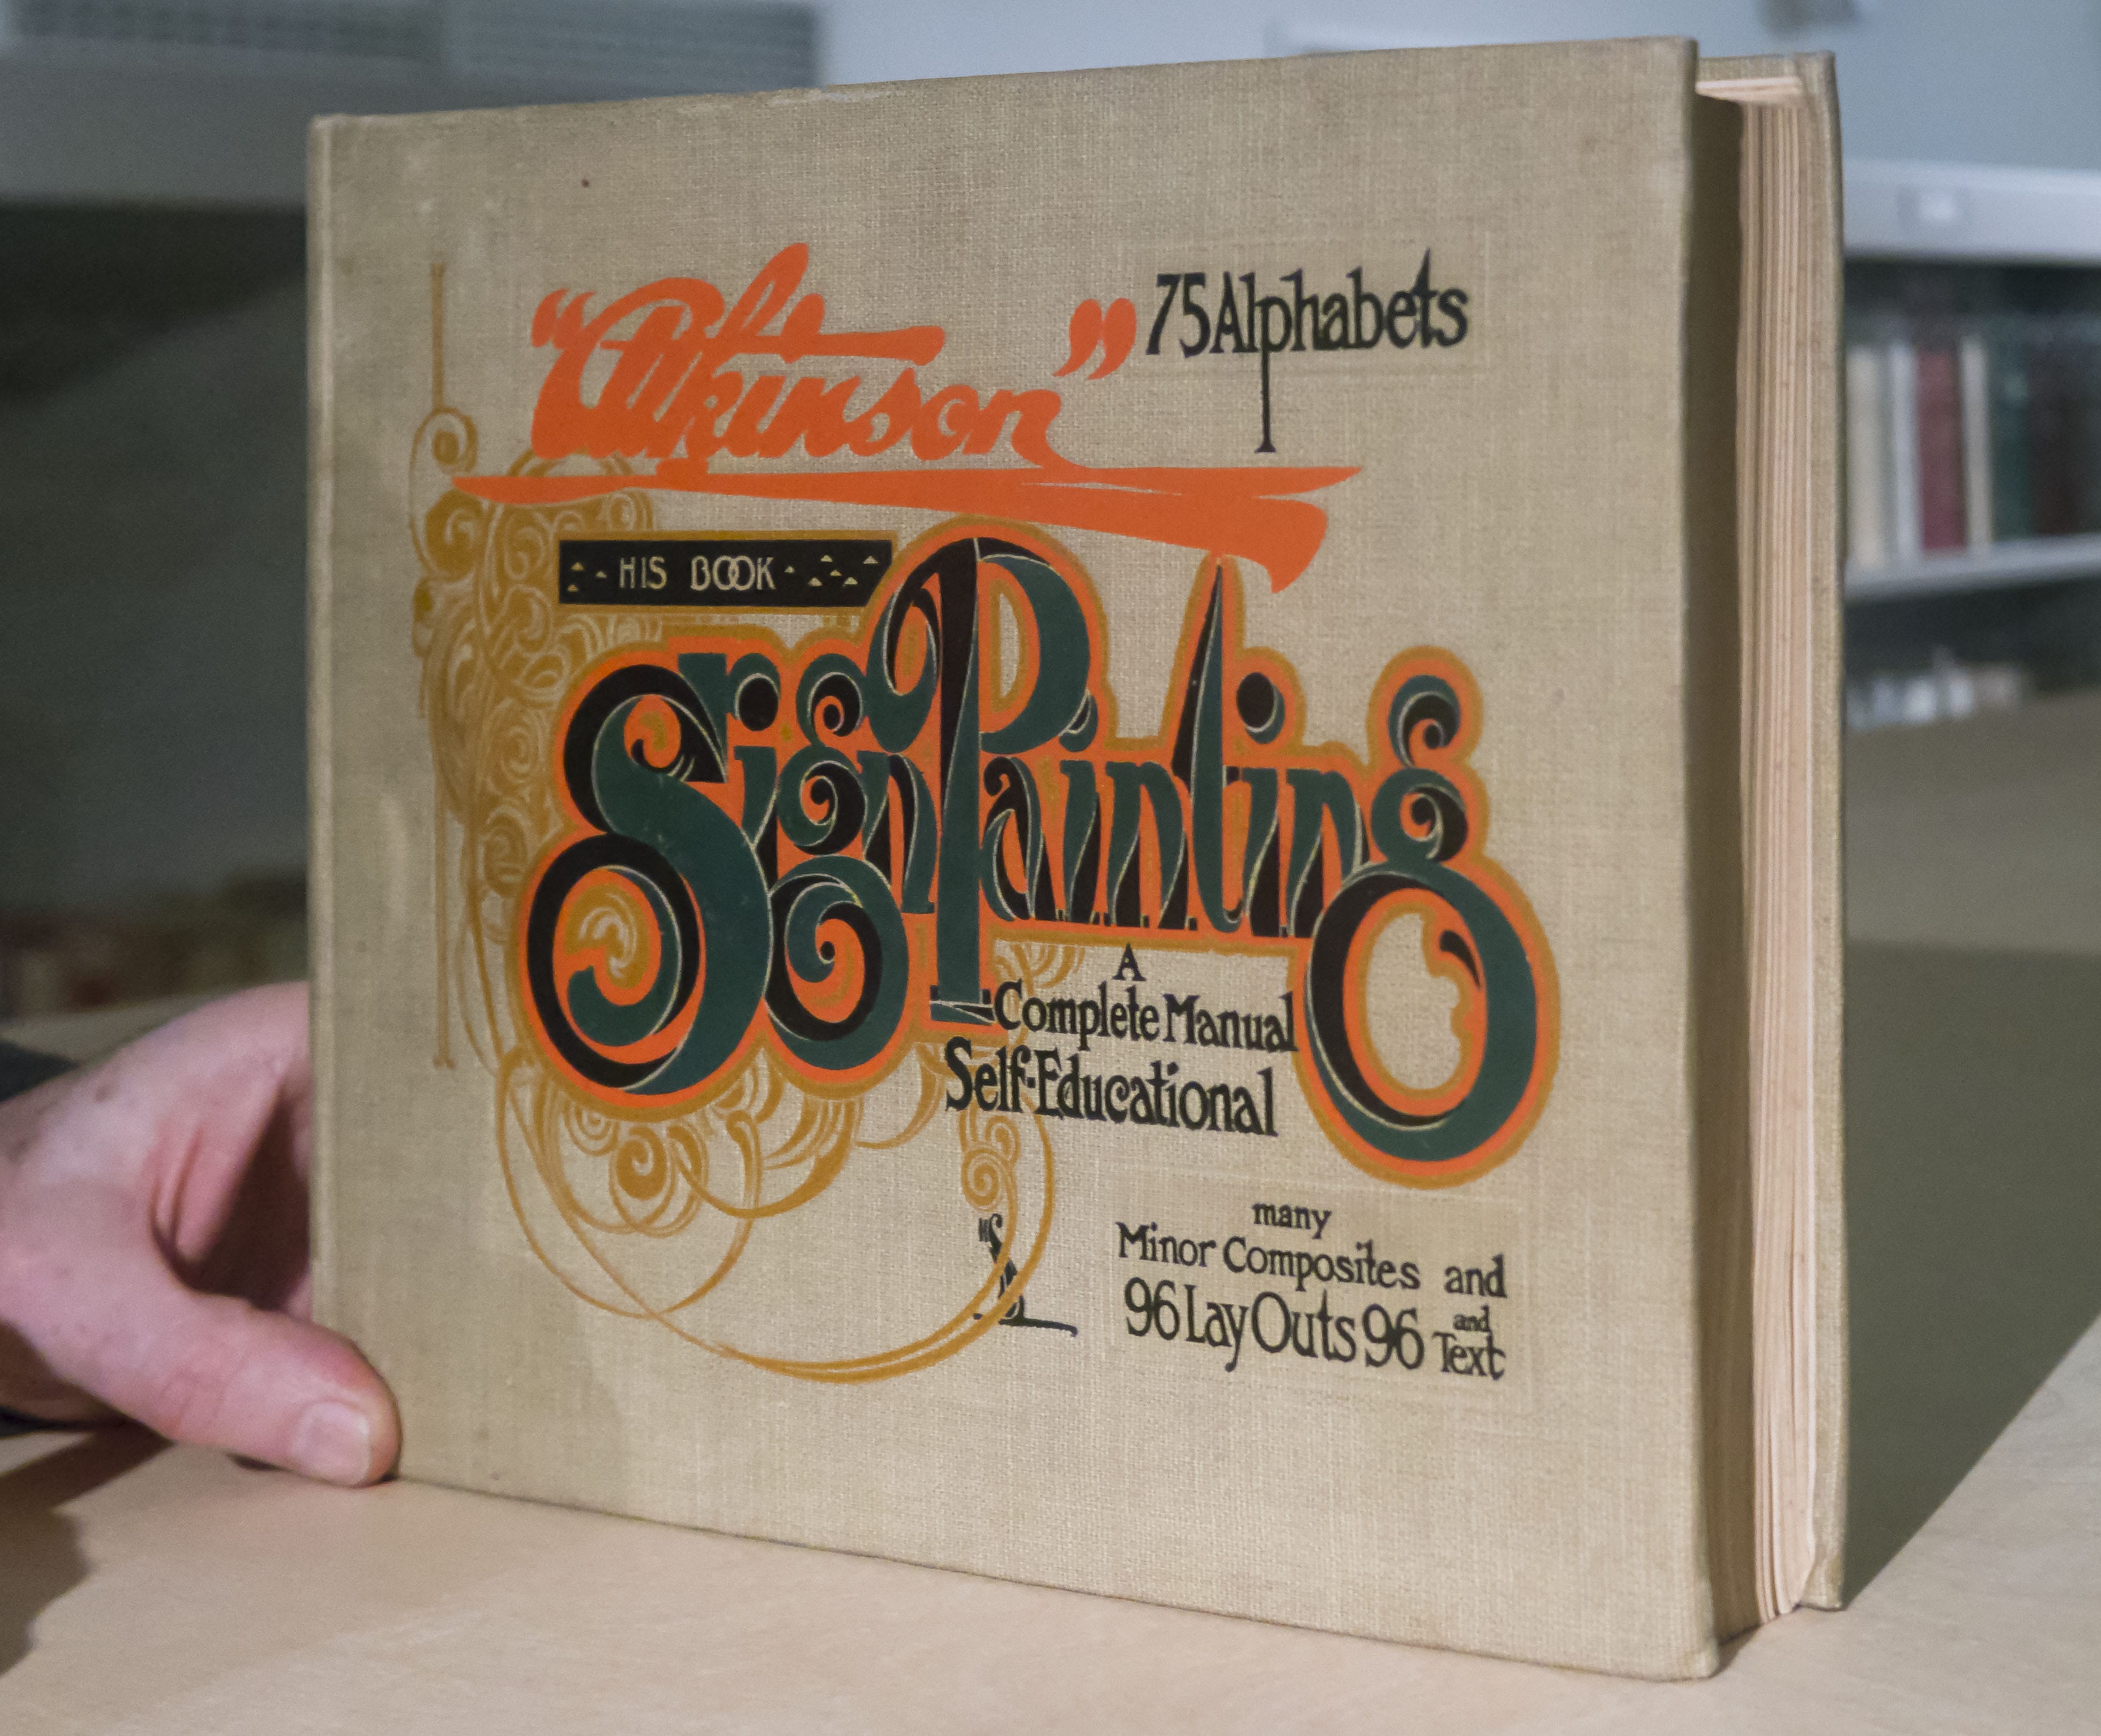 "Atkinson"
75 Alphabets
HIS BOOK
Sign Painting
A
Complete Manual
Self-Educational
many
Minor Composites and
96 Lay Outs 96 and
Text